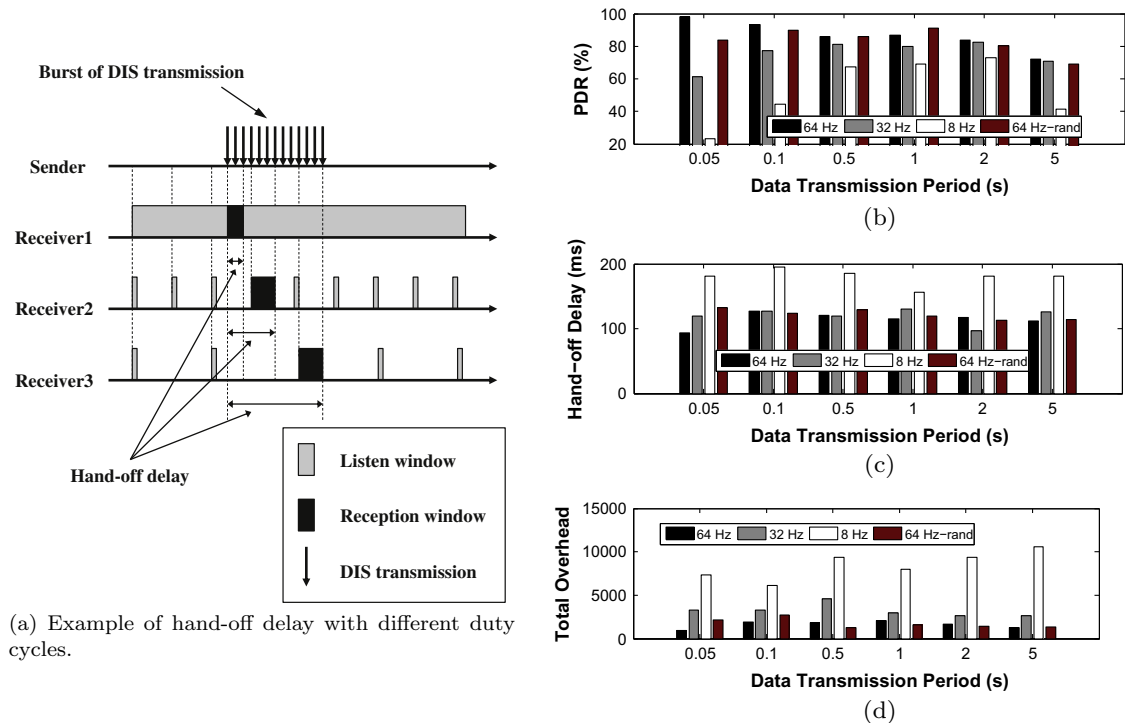 Burst of DIS transmission
Sender
Receiver1
Receiver2
Receiver3
Hand-off delay
Listen window
Reception window
DIS transmission
(a) Example of hand-off delay with different duty
cycles.
100
80
60
40
20
PDR (%)
64 Hz 32 Hz 8 Hz 64 Hz−rand
0.05 0.1 0.5 1 2 5
Data Transmission Period (s)
(b)
200
100
0
Hand−off Delay (ms)
64 Hz 32 Hz 8 Hz 64 Hz−rand
0.05 0.1 0.5 1 2 5
Data Transmission Period (s)
(c)
15000
10000
5000
0
Total Overhead
64 Hz 32 Hz 8 Hz 64 Hz−rand
0.05 0.1 0.5 1 2 5
Data Transmission Period (s)
(d)